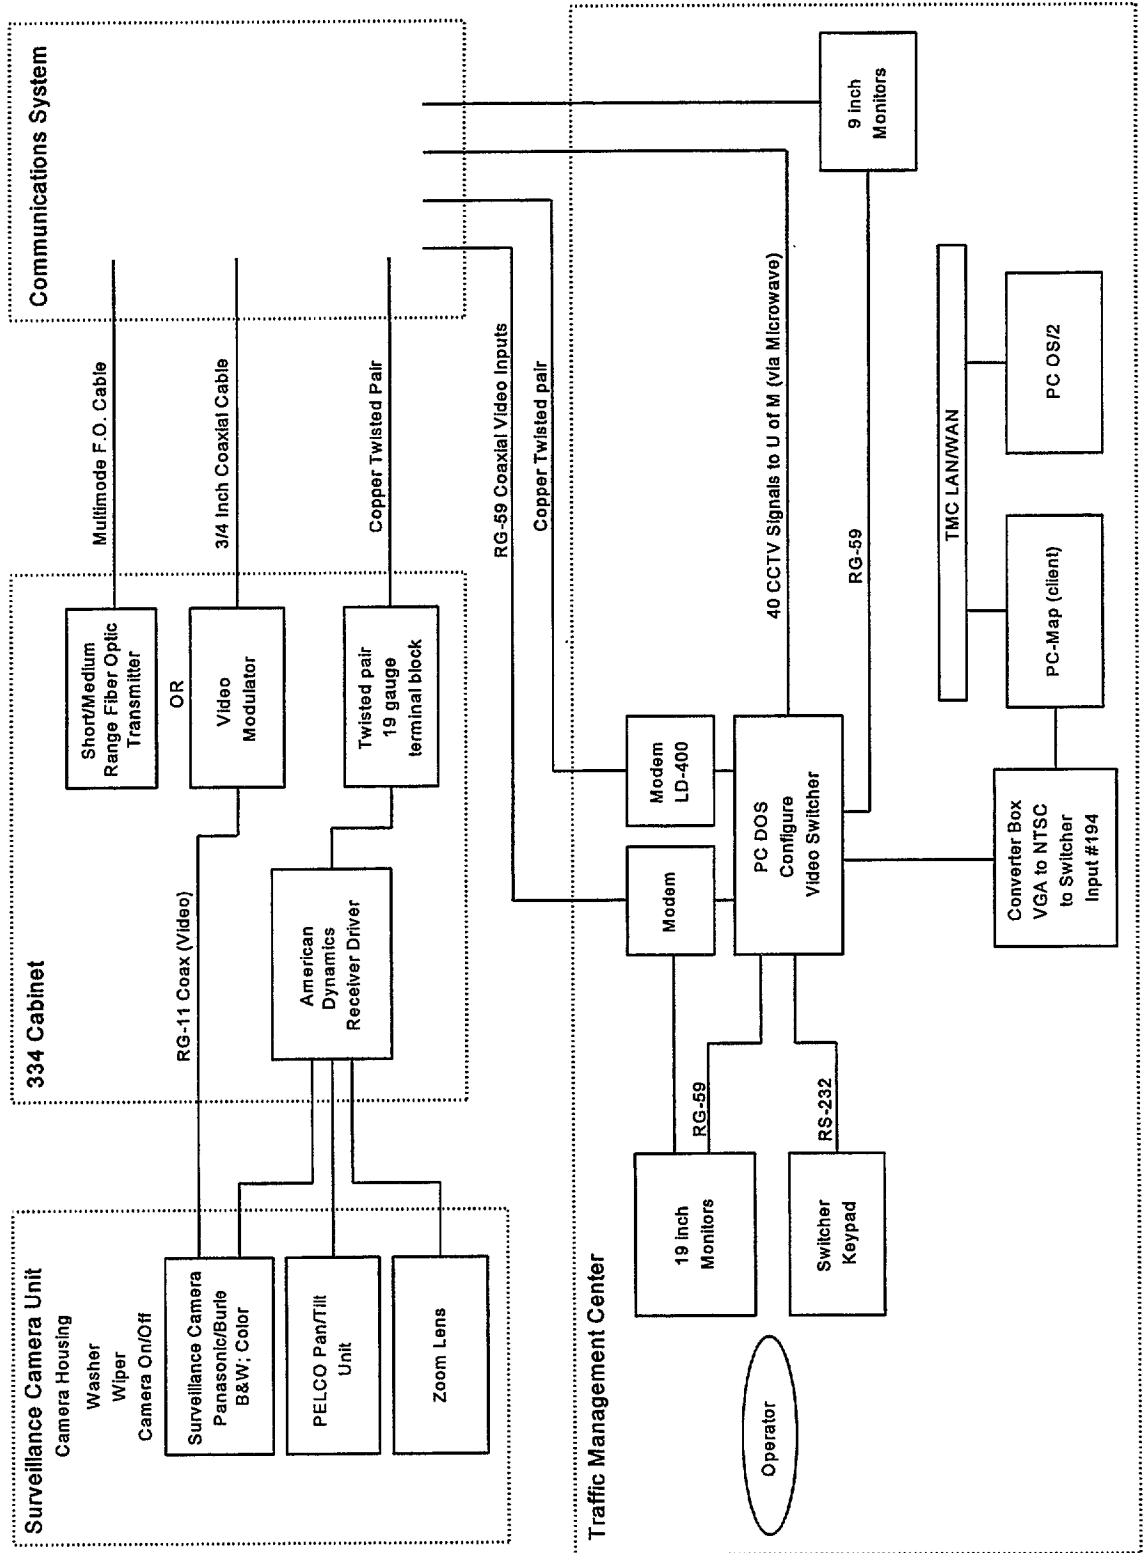 Surveillance Camera Unit
Camera Housing
Washer
Wiper
Camera On/Off
Surveillance Camera
Panasonic/Burle
B&W; Color
PELCO Pan/Tilt
Unit
Zoom Lens
334 Cabinet
RG-11 Coax (Video)
American
Dynamics
Receiver Driver
Short/Medium
Range Fiber Optic
Transmitter
OR
Video
Modulator
Twisted pair
19 gauge
terminal block
Multimode F.O. Cable
3/4 Inch Coaxial Cable
Copper Twisted Pair
Communications System
RG-59 Coaxial Video Inputs
Copper Twisted pair
Traffic Management Center
Operator
19 inch
Monitors
Switcher
Keypad
RG-59
RS-232
Modem
Modem
LD-400
PC DOS
Configure
Video Switcher
40 CCTV Signals to U of M (via Microwave)
RG-59
9 inch
Monitors
Converter Box
VGA to NTSC
to Switcher
Input #194
PC-Map (client)
TMC LAN/WAN
PC OS/2